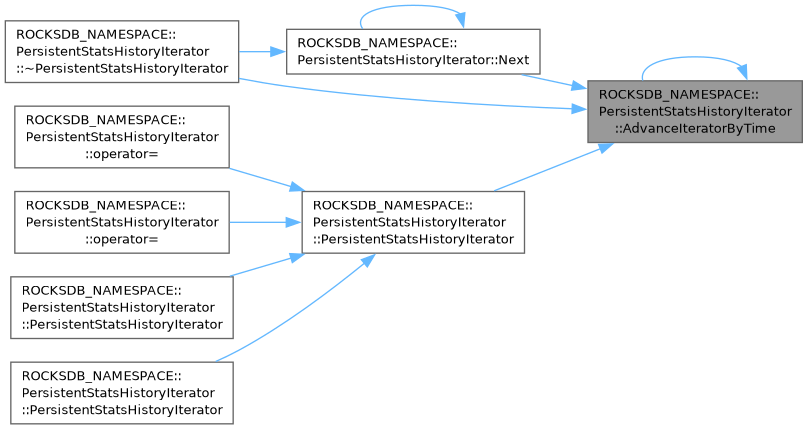 ROCKSDB_NAMESPACE::
PersistentStatsHistoryIterator
::~PersistentStatsHistoryIterator
ROCKSDB_NAMESPACE::
PersistentStatsHistoryIterator::Next
ROCKSDB_NAMESPACE::
PersistentStatsHistoryIterator
::AdvanceIteratorByTime
ROCKSDB_NAMESPACE::
PersistentStatsHistoryIterator
::operator=
ROCKSDB_NAMESPACE::
PersistentStatsHistoryIterator
::operator=
ROCKSDB_NAMESPACE::
PersistentStatsHistoryIterator
::PersistentStatsHistoryIterator
ROCKSDB_NAMESPACE::
PersistentStatsHistoryIterator
::PersistentStatsHistoryIterator
ROCKSDB_NAMESPACE::
PersistentStatsHistoryIterator
::PersistentStatsHistoryIterator